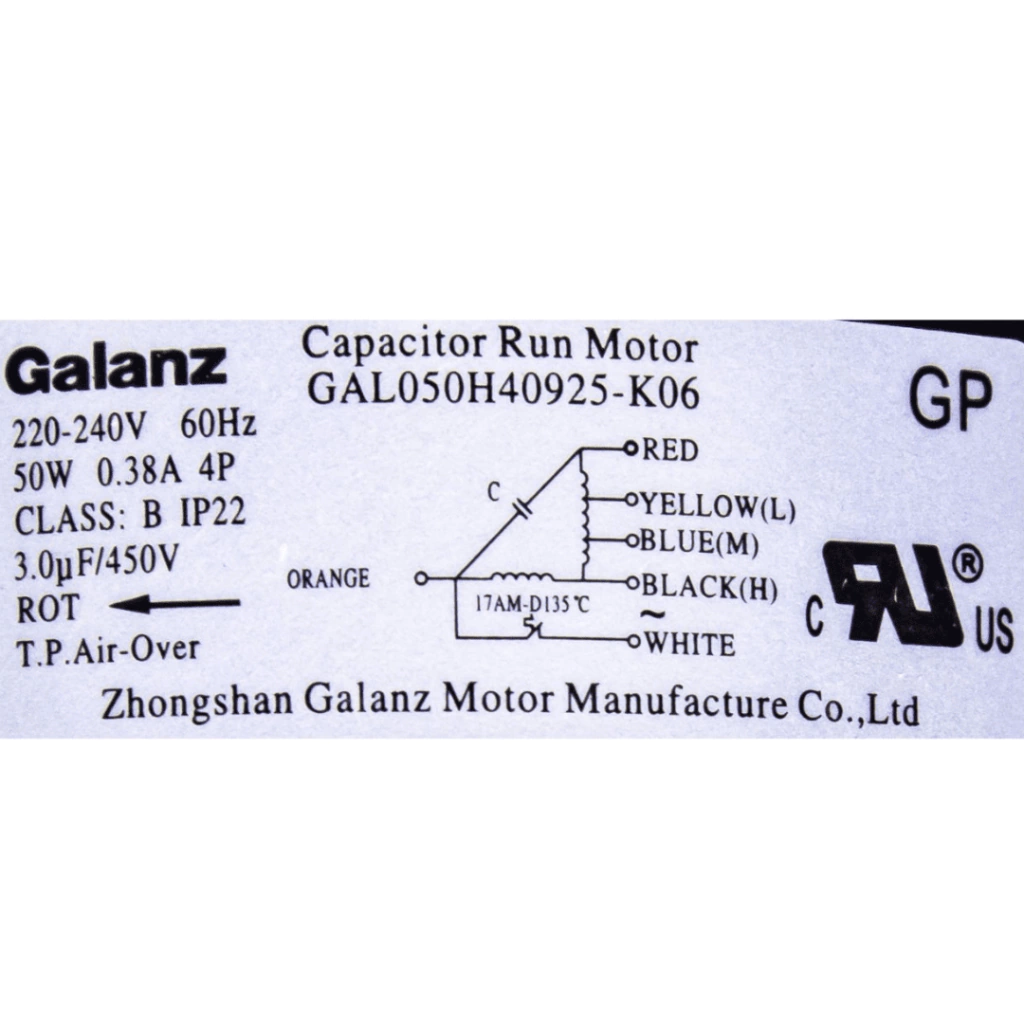 Galanz
Capacitor Run Motor
GAL050H40925-K06
GP
220-240V 60Hz
50W 0.38A 4P
CLASS: B IP22
3.0μF/450V
ROT
T.P.Air-Over
C
RED
YELLOW(L)
BLUE(M)
ORANGE
BLACK(H)
17AM-D135℃
~
WHITE
C RU ® US
Zhongshan Galanz Motor Manufacture Co.,Ltd